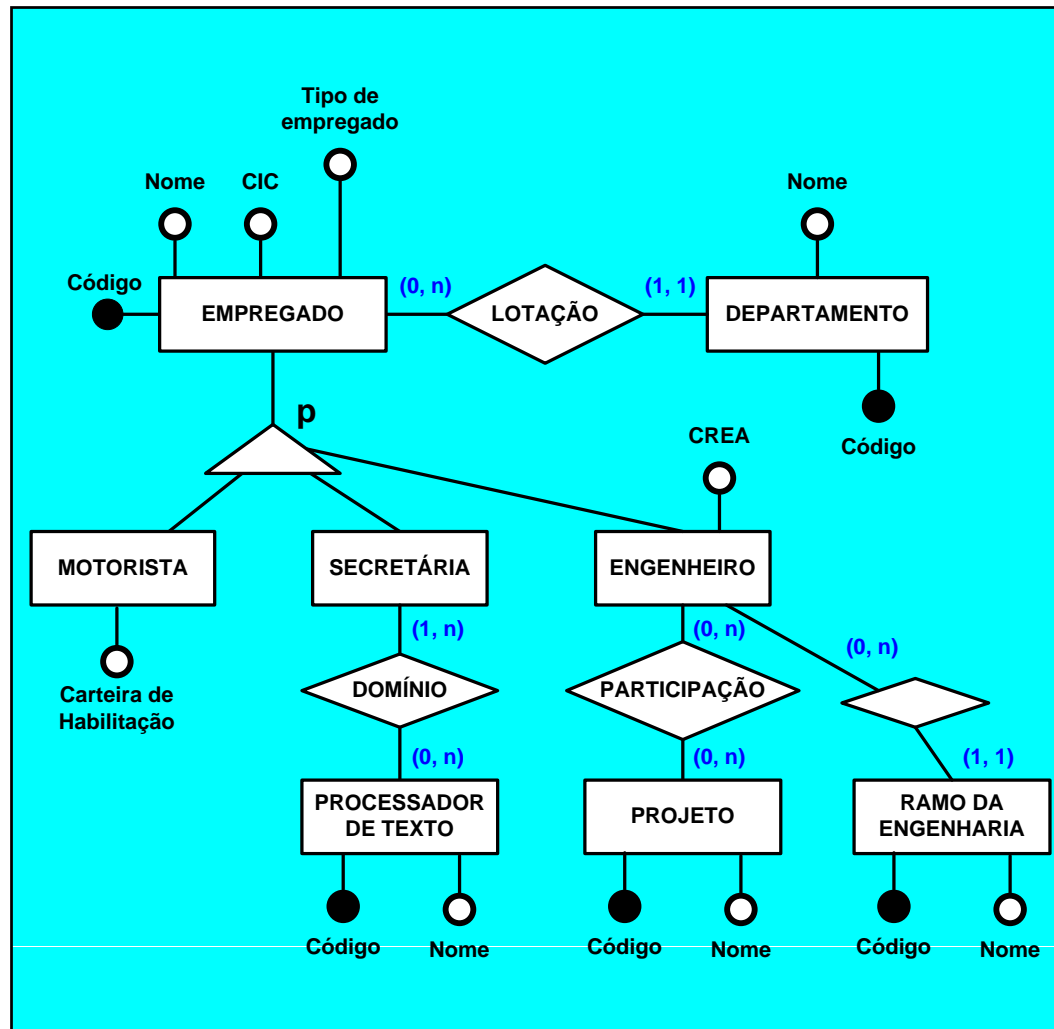 Tipo de
empregado
Nome
CIC
Nome
Código
(0, n)
(1, 1)
EMPREGADO
LOTAÇÃO
DEPARTAMENTO
p
CREA
Código
MOTORISTA
SECRETÁRIA
ENGENHEIRO
(1, n)
(0, n)
(0, n)
DOMÍNIO
PARTICIPAÇÃO
Carteira de
Habilitação
(0, n)
(0, n)
(1, 1)
PROCESSADOR
DE TEXTO
PROJETO
RAMO DA
ENGENHARIA
Código
Nome
Código
Nome
Código
Nome